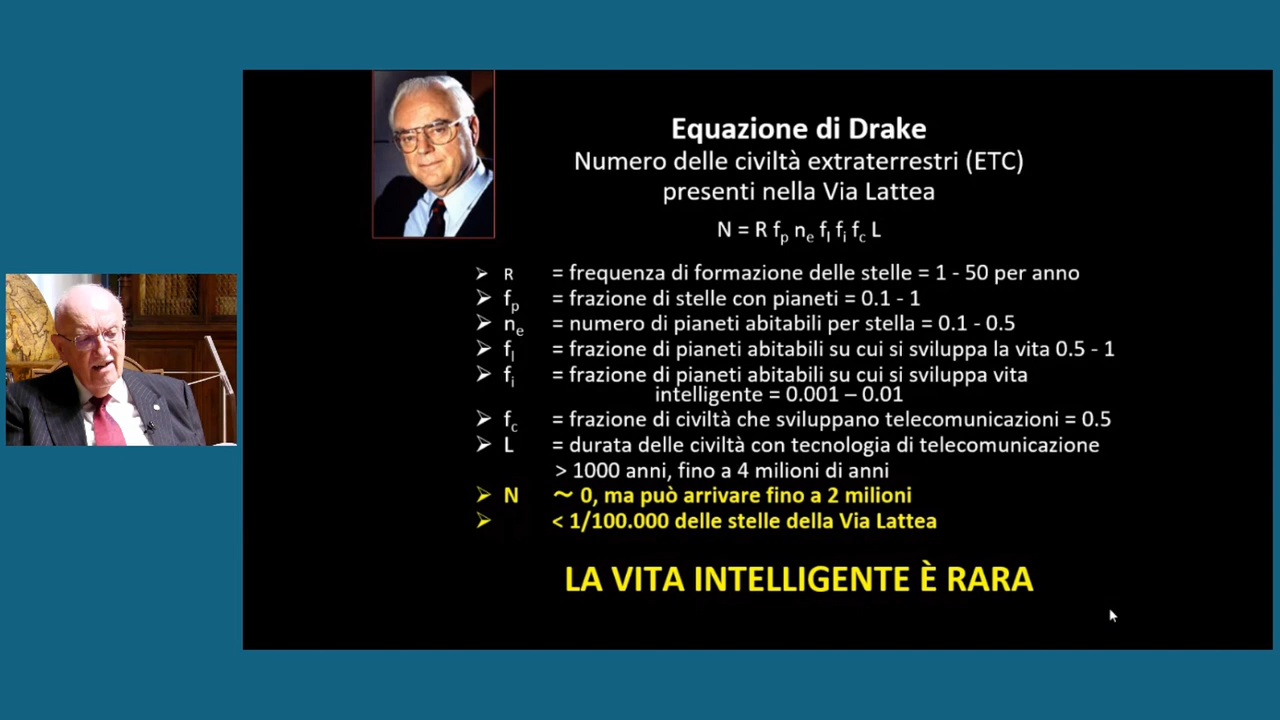 Equazione di Drake
Numero delle civiltà extraterrestri (ETC)
presenti nella Via Lattea
N = R fp ne fl fi fc L
➢ R = frequenza di formazione delle stelle = 1 - 50 per anno
➢ fp = frazione di stelle con pianeti = 0.1 - 1
➢ ne = numero di pianeti abitabili per stella = 0.1 - 0.5
➢ fl = frazione di pianeti abitabili su cui si sviluppa la vita 0.5 - 1
➢ fi = frazione di pianeti abitabili su cui si sviluppa vita
intelligente = 0.001 – 0.01
➢ fc = frazione di civiltà che sviluppano telecomunicazioni = 0.5
➢ L = durata delle civiltà con tecnologia di telecomunicazione
> 1000 anni, fino a 4 milioni di anni
➢ N ~ 0, ma può arrivare fino a 2 milioni
➢ < 1/100.000 delle stelle della Via Lattea
LA VITA INTELLIGENTE È RARA